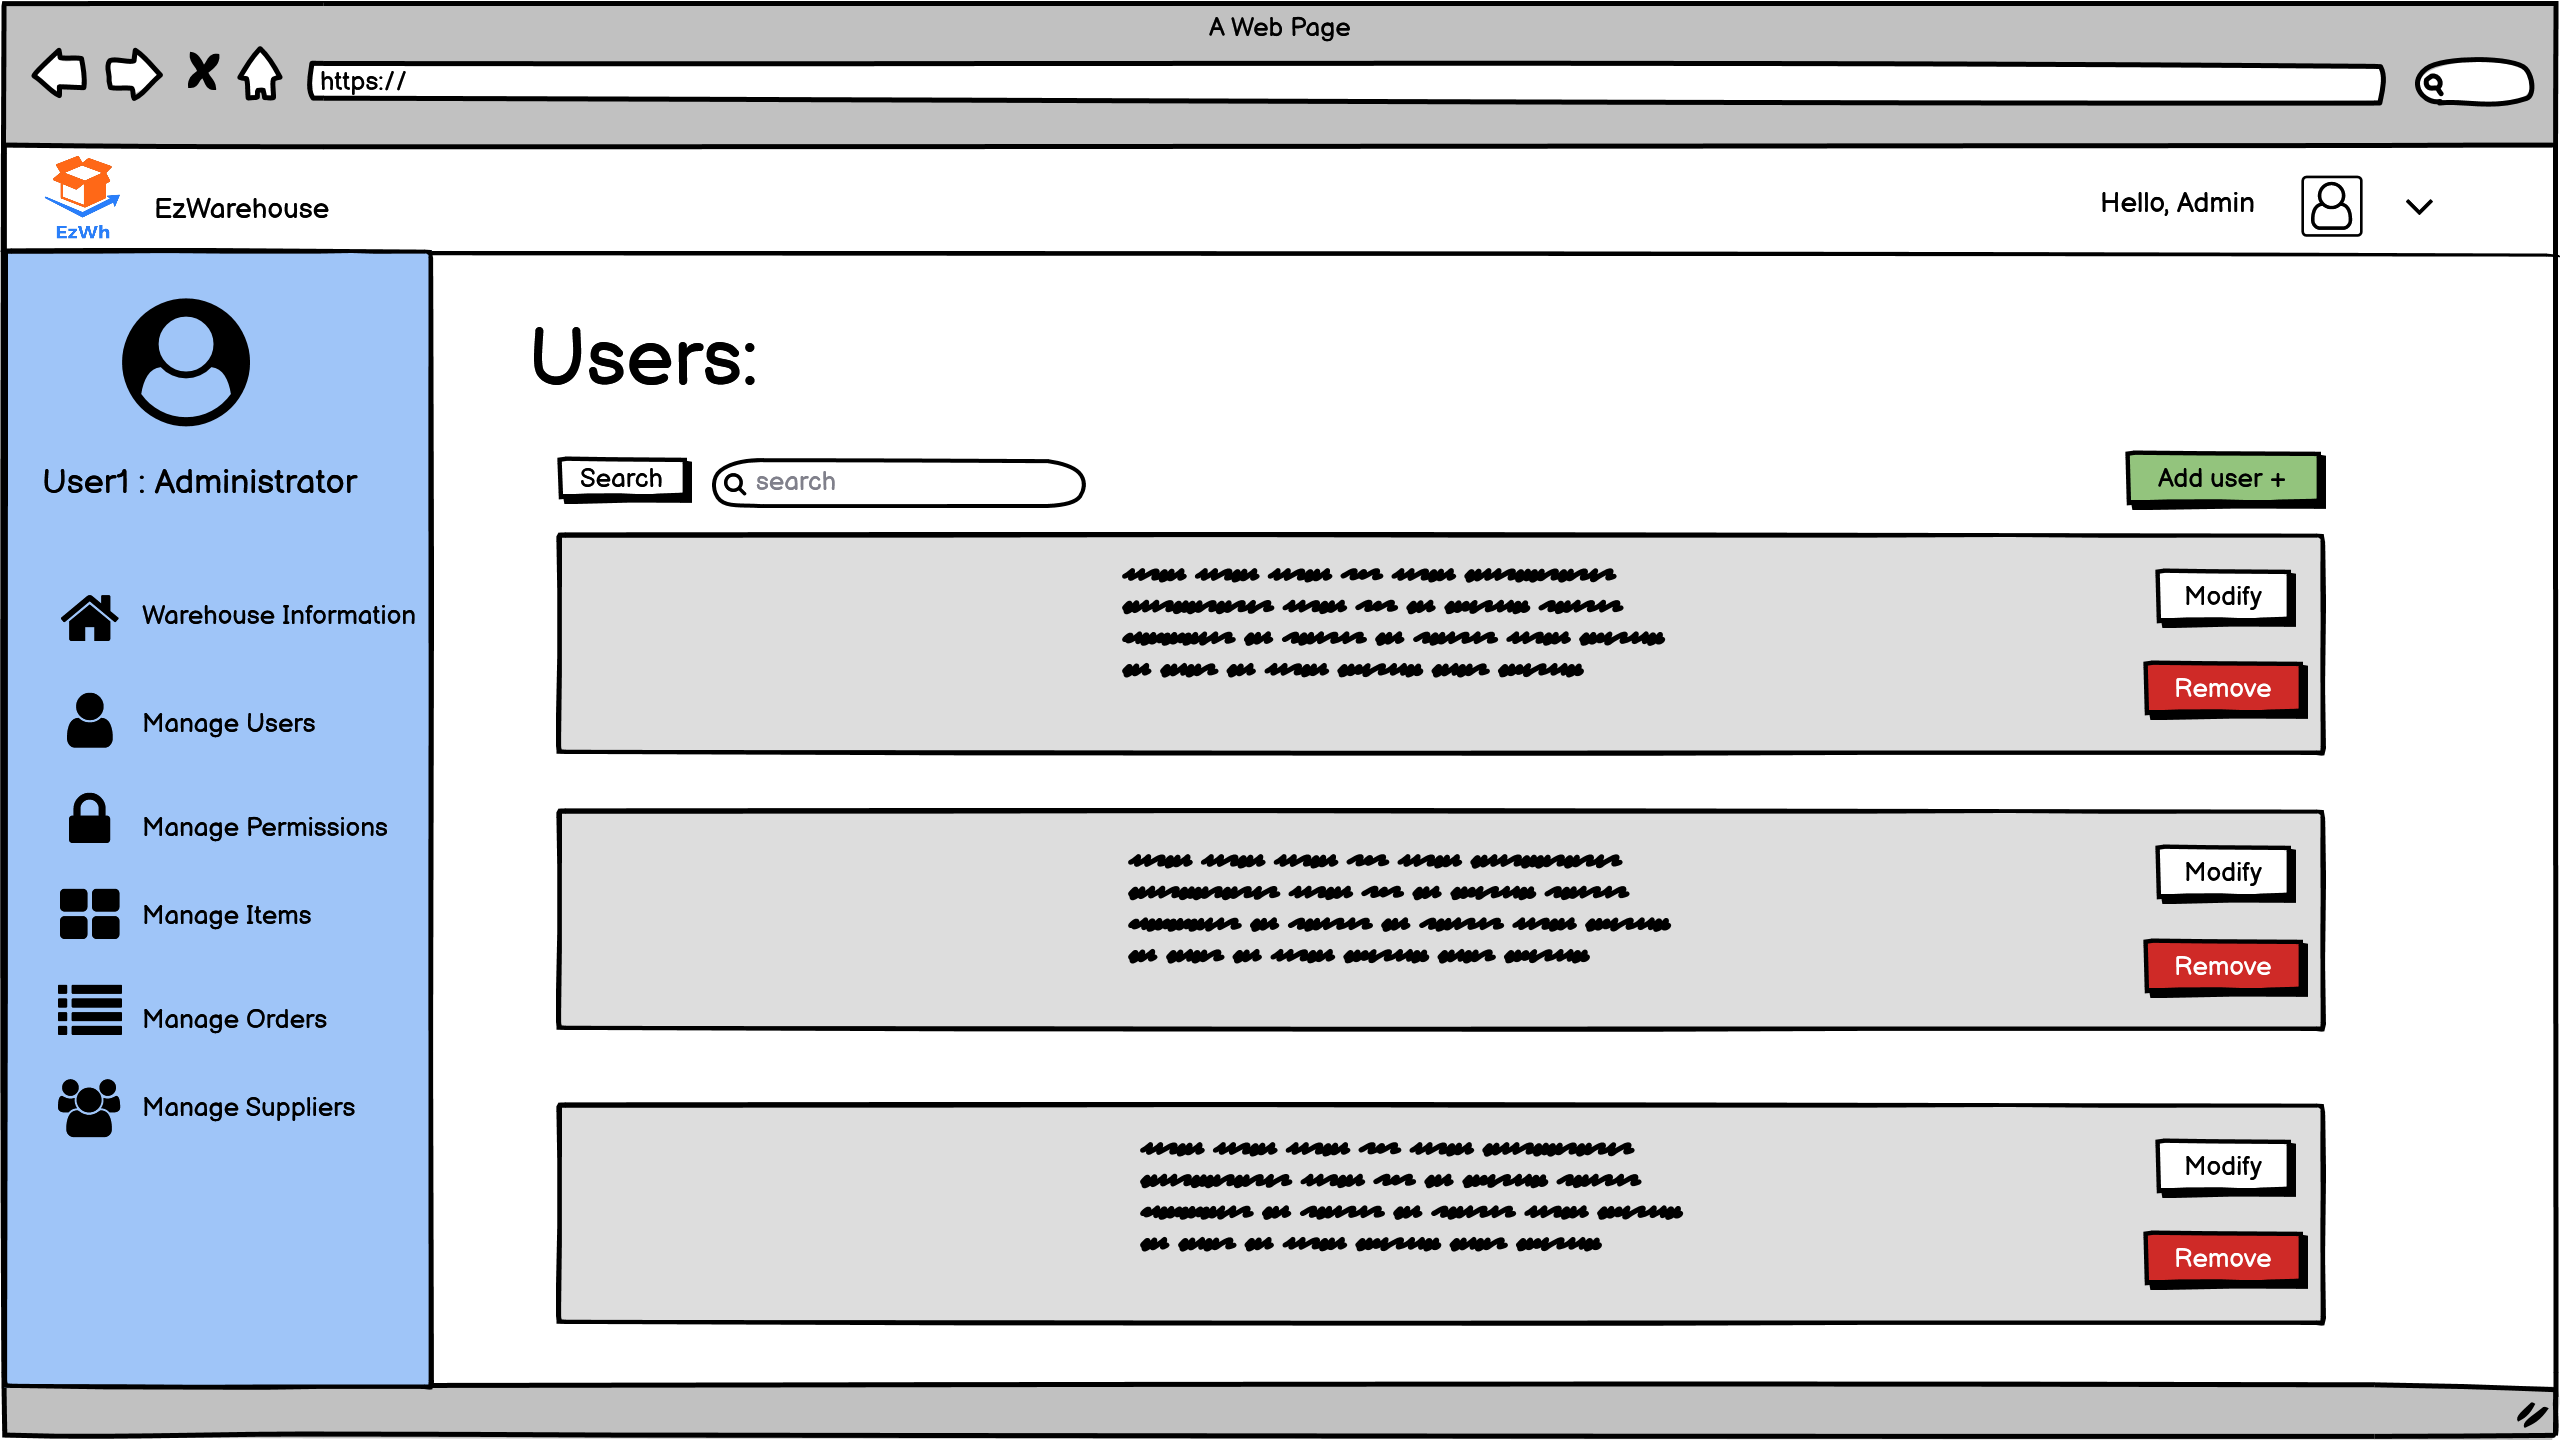 A Web Page
https://
EzWh
EzWarehouse
Hello, Admin
User1 : Administrator
Warehouse Information
Manage Users
Manage Permissions
Manage Items
Manage Orders
Manage Suppliers
Users:
Search
search
Add user +
Modify
Remove
Modify
Remove
Modify
Remove